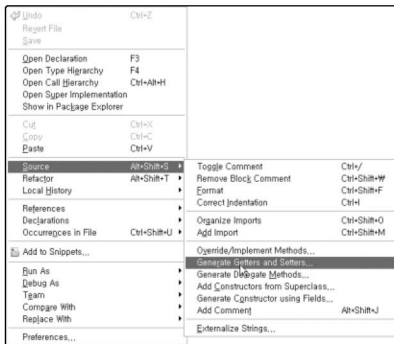 Undo Ctrl+Z
Revert File
Save
Open Declaration F3
Open Type Hierarchy F4
Open Call Hierarchy Ctrl+Alt+H
Open Super Implementation
Show in Package Explorer
Cut Ctrl+X
Copy Ctrl+C
Paste Ctrl+V
Source Alt+Shift+S
Refactor Alt+Shift+T
Local History
References
Declarations
Occurrences in File Ctrl+Shift+U
Add to Snippets...
Run As
Debug As
Team
Compare With
Replace With
Preferences...
Toggle Comment Ctrl+/
Remove Block Comment Ctrl+Shift+₩
Format Ctrl+Shift+F
Correct Indentation Ctrl+I
Organize Imports Ctrl+Shift+O
Add Import Ctrl+Shift+M
Override/Implement Methods...
Generate Getters and Setters...
Generate Delegate Methods...
Add Constructors from Superclass...
Generate Constructor using Fields...
Add Comment Alt+Shift+J
Externalize Strings...